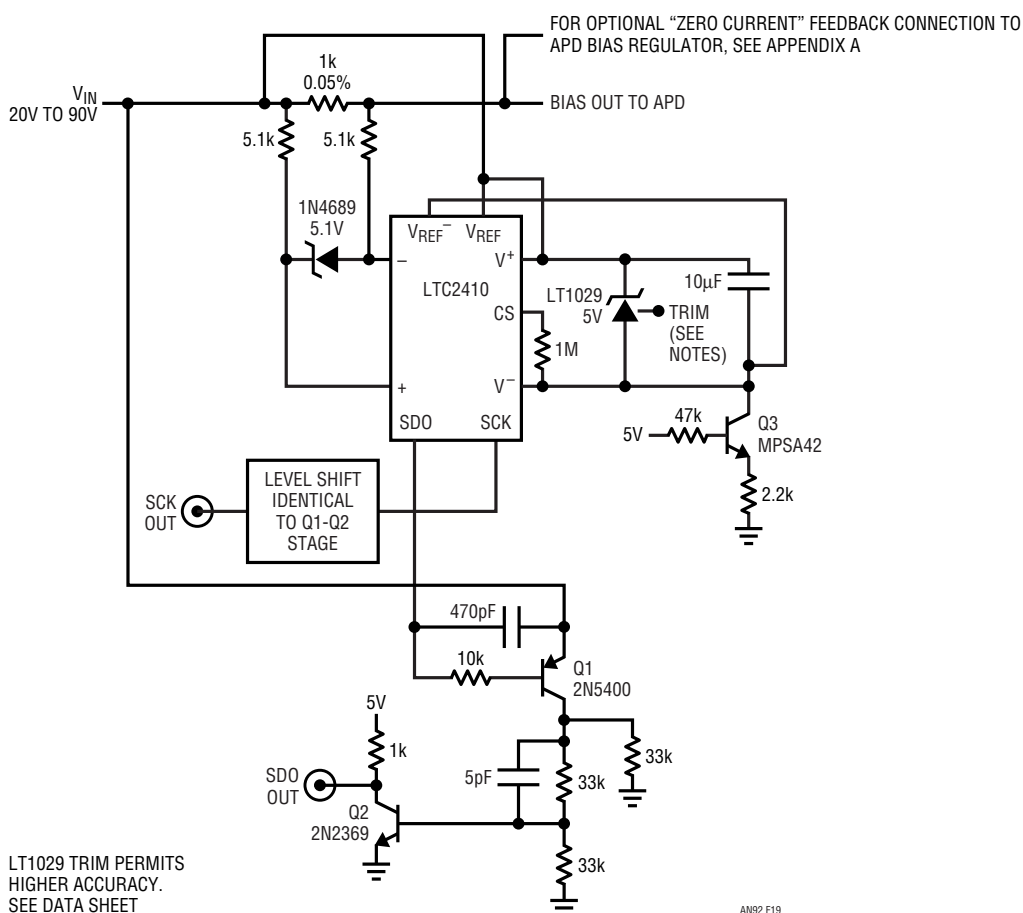 FOR OPTIONAL “ZERO CURRENT” FEEDBACK CONNECTION TO
APD BIAS REGULATOR, SEE APPENDIX A
1k
0.05%
VIN
20V TO 90V
BIAS OUT TO APD
5.1k
5.1k
1N4689
5.1V
VREF–
VREF
–
V+
LTC2410
LT1029
5V
10µF
CS
TRIM
(SEE
NOTES)
1M
+
V–
SDO
SCK
5V
47k
Q3
MPSA42
2.2k
SCK
OUT
LEVEL SHIFT
IDENTICAL
TO Q1-Q2
STAGE
470pF
10k
Q1
2N5400
5V
1k
33k
5pF
33k
SDO
OUT
Q2
2N2369
33k
LT1029 TRIM PERMITS
HIGHER ACCURACY.
SEE DATA SHEET
AN92 F19